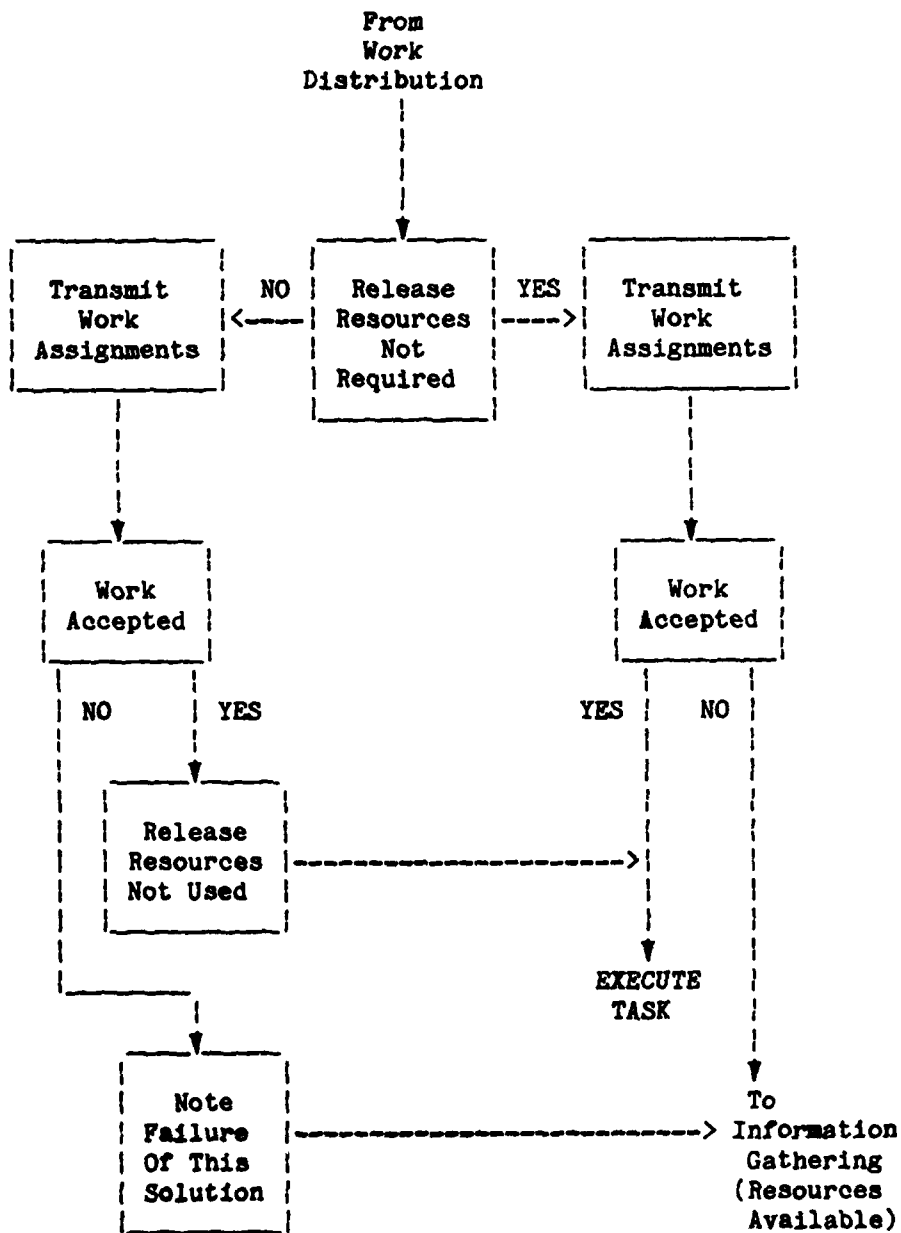 From
Work
Distribution
Transmit
Work
Assignments
NO
Release
Resources
Not
Required
YES
Transmit
Work
Assignments
Work
Accepted
Work
Accepted
NO
YES
YES
NO
Release
Resources
Not Used
EXECUTE
TASK
Note
Failure
Of This
Solution
To
Information
Gathering
(Resources
Available)